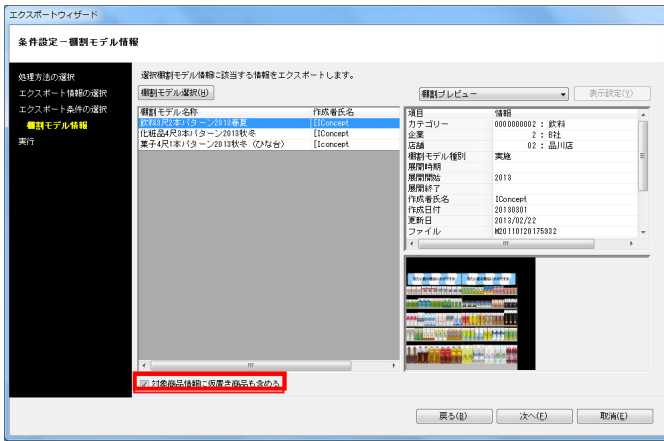 エクスポートウィザード
条件設定－棚割モデル情報
処理方法の選択
エクスポート情報の選択
エクスポート条件の選択
棚割モデル情報
実行
選択棚割モデル情報に該当する情報をエクスポートします。
棚割モデル選択(H)
棚割モデル名称 作成者氏名
飲料3尺2本パターン2013春夏 [IConcept
化粧品4尺3本パターン2013秋冬 [IConcept
菓子4尺1本パターン2013秋冬（ひな台） [IConcept
対象商品情報に仮置き商品も含める
棚割プレビュー 表示設定(V)
項目 情報
カテゴリー 0000000002 : 飲料
企業 2 : B社
店舗 02 : 品川店
棚割モデル種別 実施
展開時期
展開開始 2013
展開終了
作成者氏名 IConcept
作成日付 20130301
更新日 2013/02/22
ファイル M20110120175932
戻る(B) 次へ(F) 取消(E)